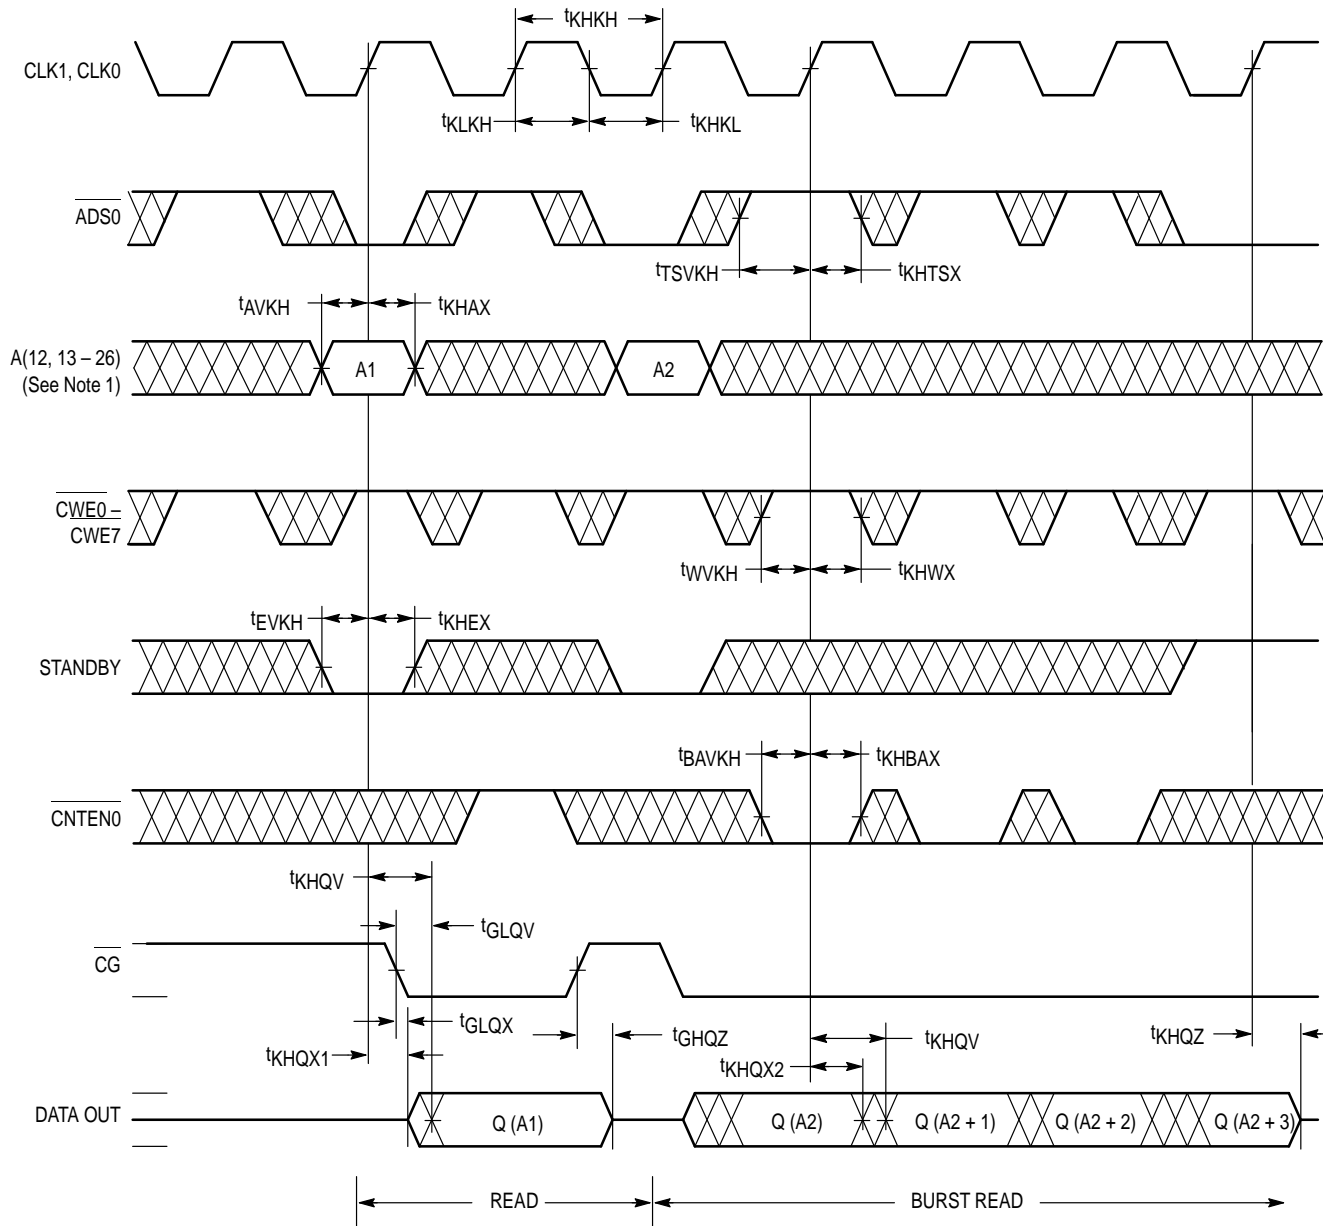 tKHKH
CLK1, CLK0
tKLKH
tKHKL
ADS0
tTSVKH
tKHTSX
tAVKH
tKHAX
A(12, 13 – 26)
(See Note 1)
A1
A2
CWE0 –
CWE7
tWVKH
tKHWX
tEVKH
tKHEX
STANDBY
tBAVKH
tKHBAX
CNTEN0
tKHQV
tGLQV
CG
tGLQX
tGHQZ
tKHQV
tKHQZ
tKHQX1
tKHQX2
DATA OUT
Q (A1)
Q (A2)
Q (A2 + 1)
Q (A2 + 2)
Q (A2 + 3)
READ
BURST READ